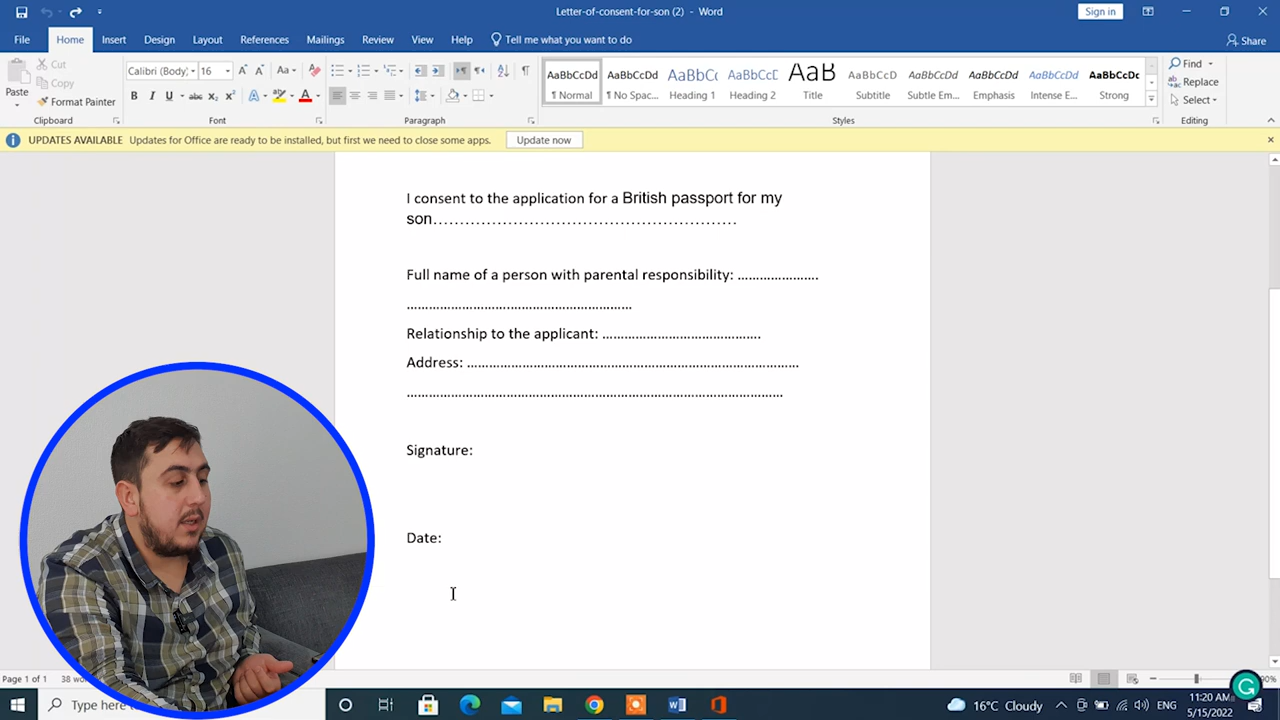 Letter-of-consent-for-son (2) - Word
Sign in
File Home Insert Design Layout References Mailings Review View Help Tell me what you want to do
Share
Paste
Cut
Copy
Format Painter
Clipboard
Calibri (Body) 16
Font
Paragraph
AaBbCcDd AaBbCcDd AaBbCc AaBbCcD AaB AaBbCcD AaBbCcDd AaBbCcDd AaBbCcDd AaBbCcDc
¶ Normal ¶ No Spac... Heading 1 Heading 2 Title Subtitle Subtle Em... Emphasis Intense E... Strong
Styles
Find
Replace
Select
Editing
UPDATES AVAILABLE Updates for Office are ready to be installed, but first we need to close some apps. Update now
I consent to the application for a British passport for my
son…………………………………………………
Full name of a person with parental responsibility: ………………….
…………………………………………………….
Relationship to the applicant: …………………………………….
Address: ………………………………………………………………………………
…………………………………………………………………………………………
Signature:
Date:
Page 1 of 1 38
Type here
16°C Cloudy
ENG
11:20 AM
5/15/2022